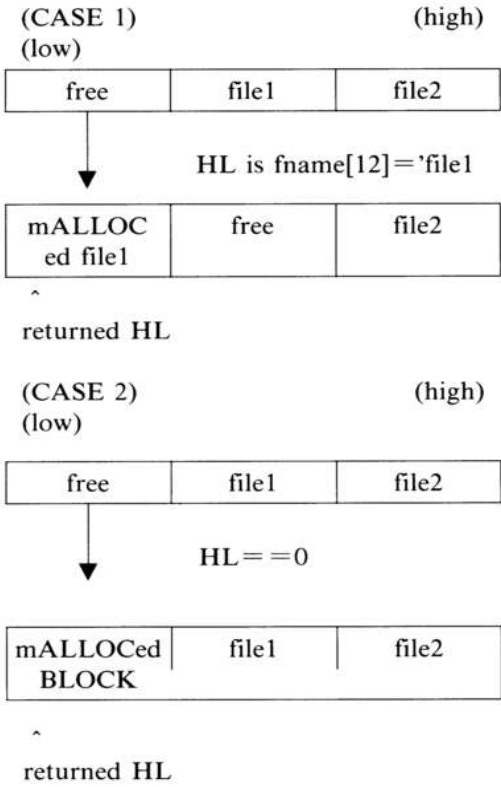 (CASE 1) (high)
(low)
free file1 file2
HL is fname[12]='file1
mALLOC free file2
ed file1
^
returned HL
(CASE 2) (high)
(low)
free file1 file2
HL==0
mALLOCed file1 file2
BLOCK
^
returned HL